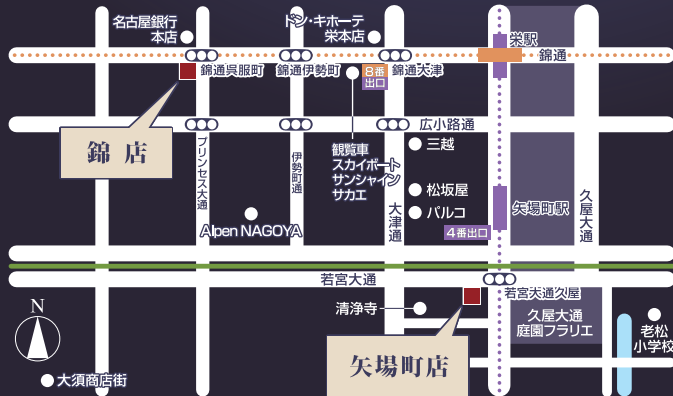 名古屋銀行
本店
ドン・キホーテ
栄本店
栄駅
錦通
錦通呉服町
錦通伊勢町
8番
出口
錦通大津
広小路通
錦 店
プリンセス大通
伊勢町通
観覧車
スカイボート
サンシャイン
サカエ
三越
松坂屋
パルコ
大津通
矢場町駅
久屋大通
Alpen NAGOYA
4番出口
若宮大通
若宮大通久屋
清浄寺
久屋大通
庭園フラリエ
老松
小学校
N
矢場町店
大須商店街